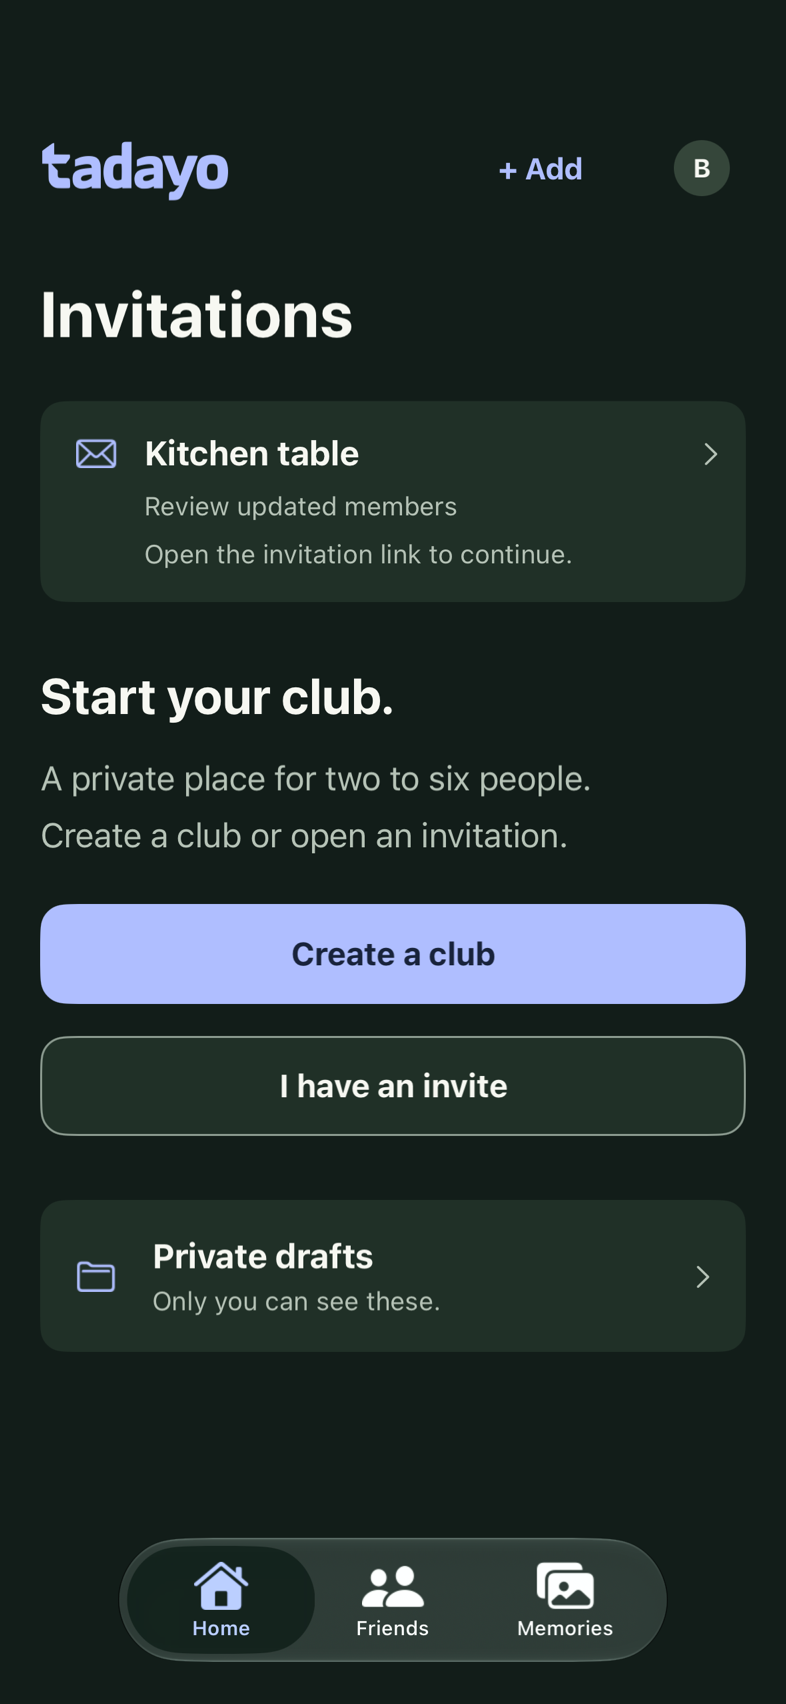 tadayo
+ Add
B
Invitations
Kitchen table
Review updated members
Open the invitation link to continue.
Start your club.
A private place for two to six people.
Create a club or open an invitation.
Create a club
I have an invite
Private drafts
Only you can see these.
Home
Friends
Memories